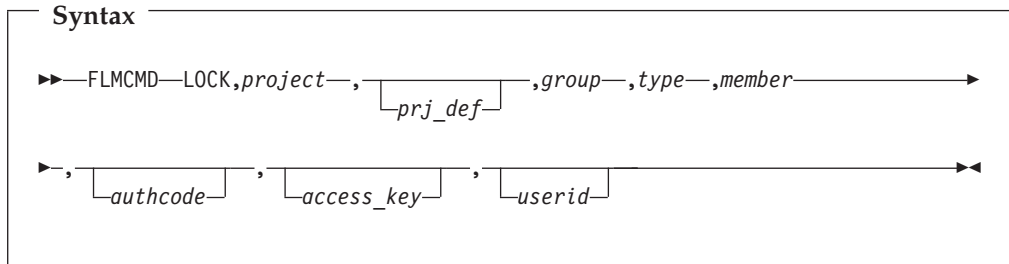 Syntax
FLMCMD LOCK,project , ,group ,type ,member
prj_def
, , ,
authcode access_key userid